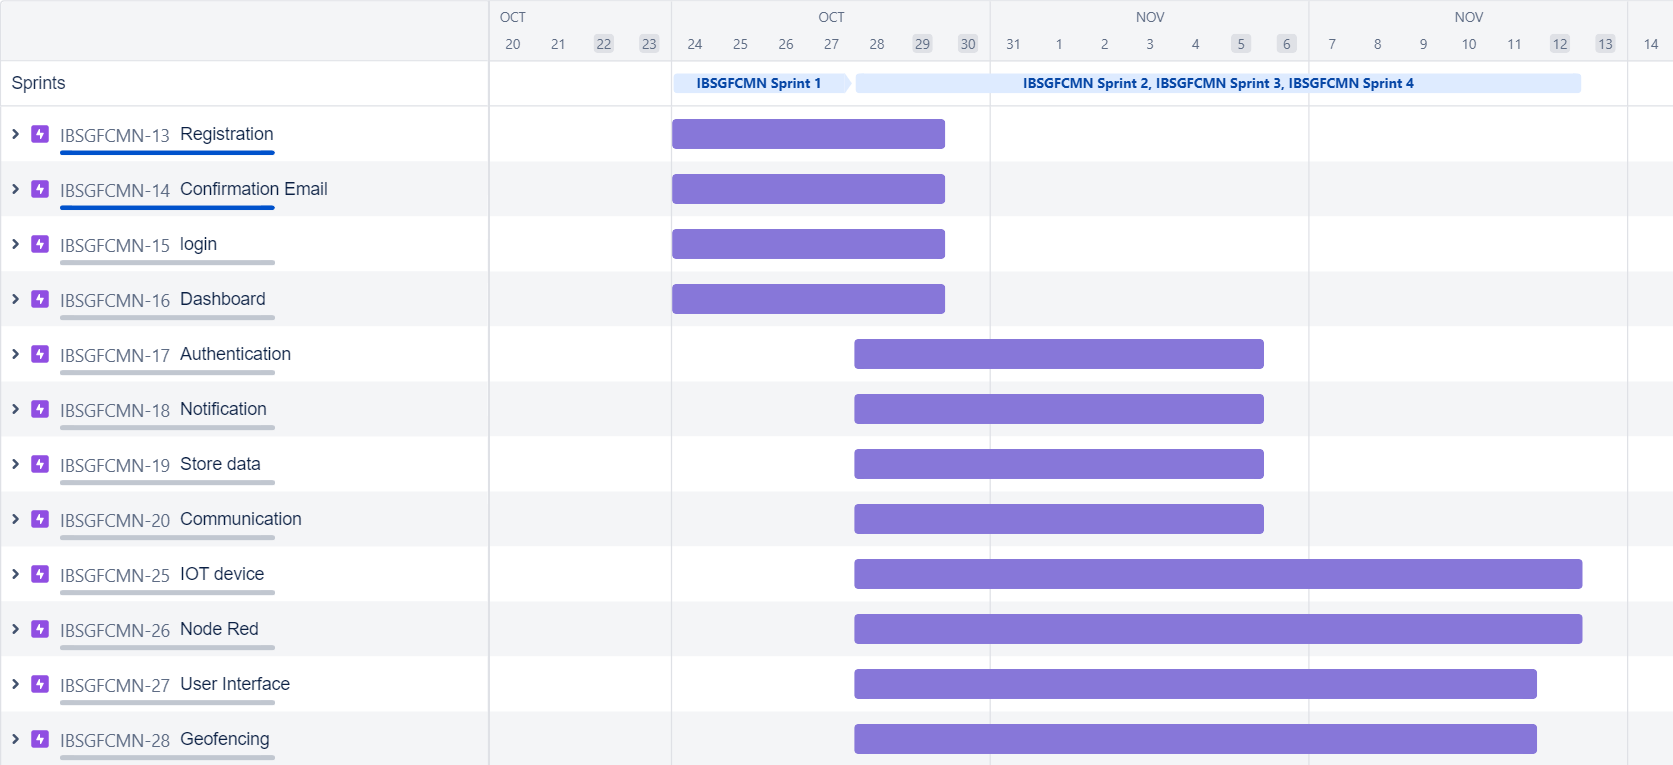 OCT OCT NOV NOV
20 21 22 23 24 25 26 27 28 29 30 31 1 2 3 4 5 6 7 8 9 10 11 12 13 14
Sprints IBSGFCMN Sprint 1 IBSGFCMN Sprint 2, IBSGFCMN Sprint 3, IBSGFCMN Sprint 4
IBSGFCMN-13 Registration
IBSGFCMN-14 Confirmation Email
IBSGFCMN-15 login
IBSGFCMN-16 Dashboard
IBSGFCMN-17 Authentication
IBSGFCMN-18 Notification
IBSGFCMN-19 Store data
IBSGFCMN-20 Communication
IBSGFCMN-25 IOT device
IBSGFCMN-26 Node Red
IBSGFCMN-27 User Interface
IBSGFCMN-28 Geofencing